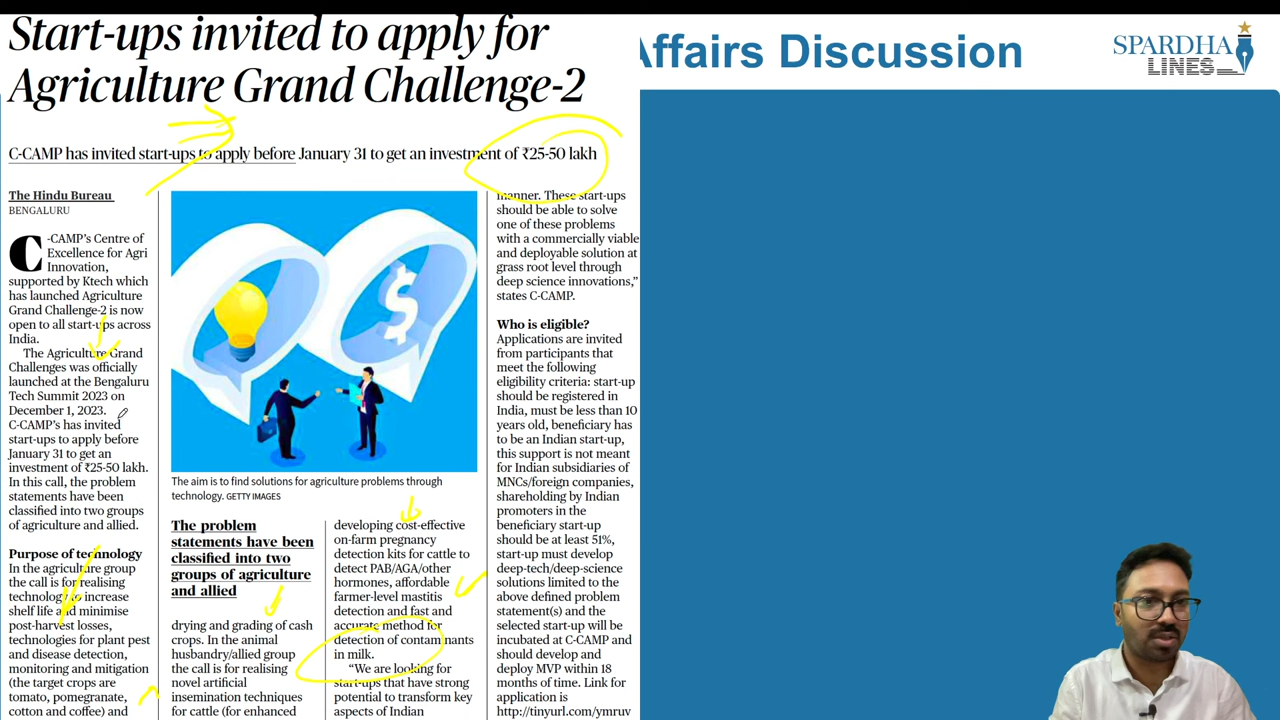 Start-ups invited to apply for
Agriculture Grand Challenge-2
Affairs Discussion
SPARDHA
LINES
C-CAMP has invited start-ups to apply before January 31 to get an investment of ₹25-50 lakh
The Hindu Bureau
BENGALURU
C-CAMP's Centre of
Excellence for Agri
Innovation,
supported by Ktech which
has launched Agriculture
Grand Challenge-2 is now
open to all start-ups across
India.
The Agriculture Grand
Challenges was officially
launched at the Bengaluru
Tech Summit 2023 on
December 1, 2023.
C-CAMP's has invited
start-ups to apply before
January 31 to get an
investment of ₹25-50 lakh.
In this call, the problem
statements have been
classified into two groups
of agriculture and allied.
Purpose of technology
In the agriculture group
the call is for realising
technology to increase
shelf life and minimise
post-harvest losses,
technologies for plant pest
and disease detection,
monitoring and mitigation
(the target crops are
tomato, pomegranate,
cotton and coffee) and
The aim is to find solutions for agriculture problems through
technology. GETTY IMAGES
The problem
statements have been
classified into two
groups of agriculture
and allied
drying and grading of cash
crops. In the animal
husbandry/allied group
the call is for realising
novel artificial
insemination techniques
for cattle (for enhanced
developing cost-effective
on-farm pregnancy
detection kits for cattle to
detect PAB/AGA/other
hormones, affordable
farmer-level mastitis
detection and fast and
accurate method for
detection of contaminants
in milk.
"We are looking for
start-ups that have strong
potential to transform key
aspects of Indian
manner. These start-ups
should be able to solve
one of these problems
with a commercially viable
and deployable solution at
grass root level through
deep science innovations,"
states C-CAMP.
Who is eligible?
Applications are invited
from participants that
meet the following
eligibility criteria: start-up
should be registered in
India, must be less than 10
years old, beneficiary has
to be an Indian start-up,
this support is not meant
for Indian subsidiaries of
MNCs/foreign companies,
shareholding by Indian
promoters in the
beneficiary start-up
should be at least 51%,
start-up must develop
deep-tech/deep-science
solutions limited to the
above defined problem
statement(s) and the
selected start-up will be
incubated at C-CAMP and
should develop and
deploy MVP within 18
months of time. Link for
application is
http://tinyurl.com/ymruv